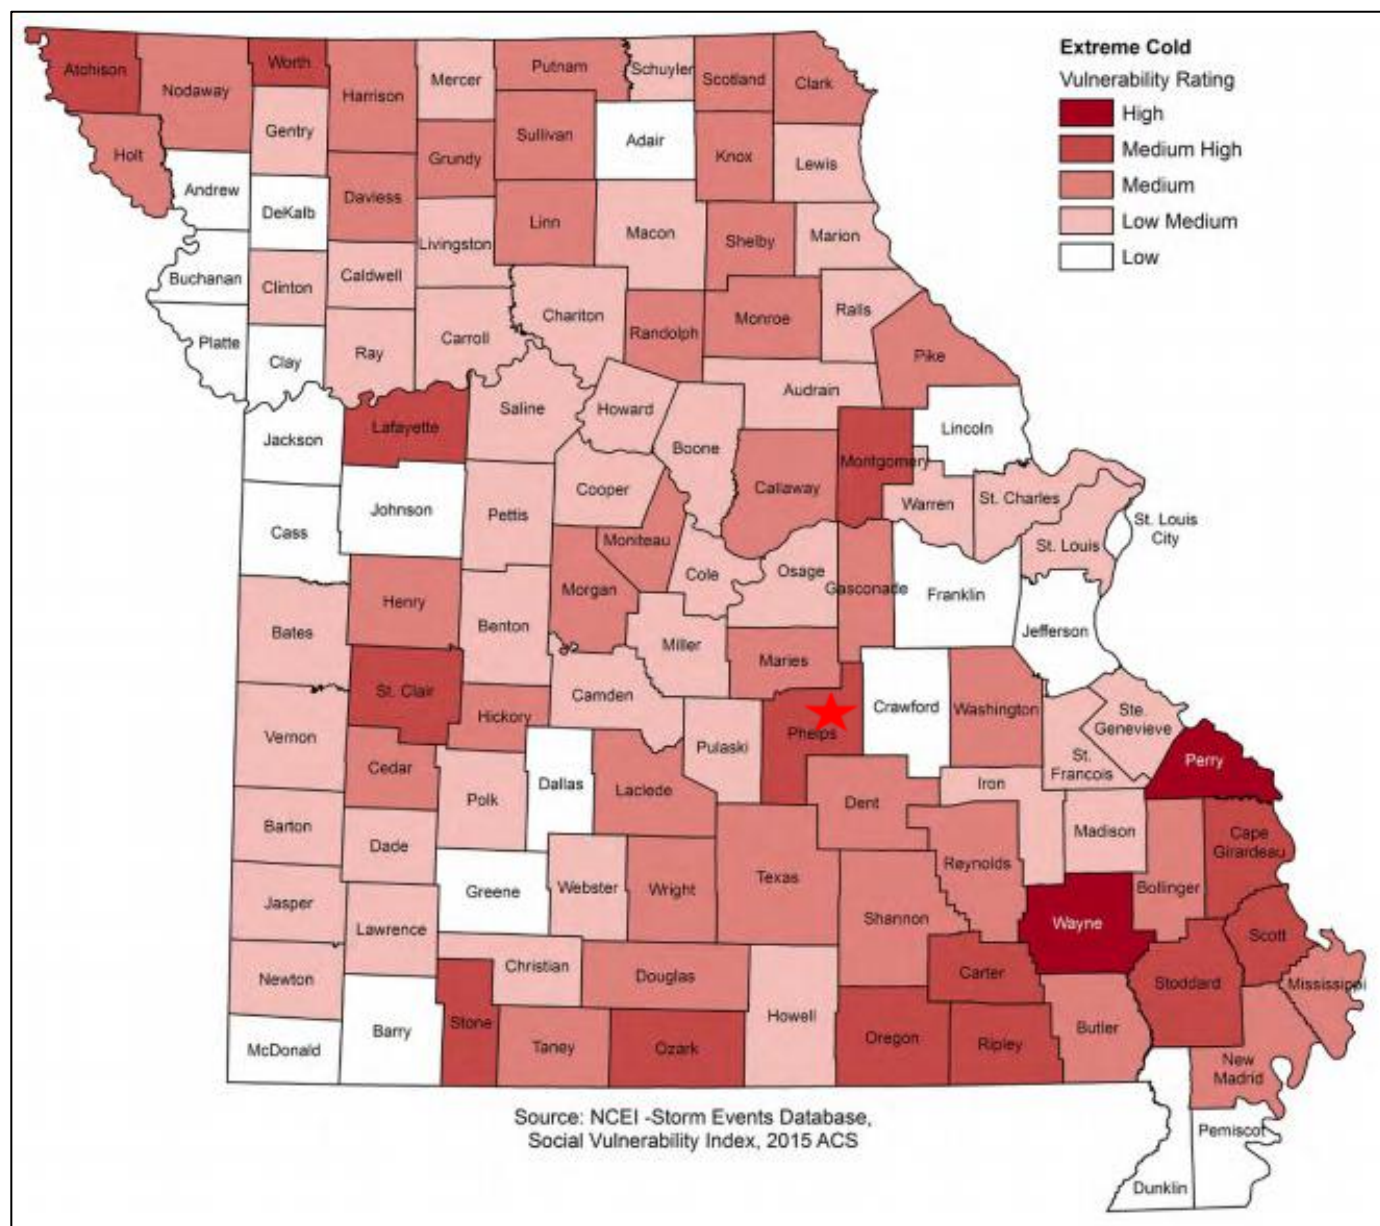 Extreme Cold
Vulnerability Rating
High
Medium High
Medium
Low Medium
Low
Atchison
Nodaway
Worth
Harrison
Mercer
Putnam
Schuyler
Scotland
Clark
Holt
Gentry
Grundy
Sullivan
Adair
Knox
Lewis
Andrew
DeKalb
Daviess
Livingston
Linn
Macon
Shelby
Marion
Buchanan
Clinton
Caldwell
Chariton
Randolph
Monroe
Ralls
Pike
Platte
Clay
Ray
Carroll
Audrain
Jackson
Lafayette
Saline
Howard
Boone
Lincoln
Montgomery
Callaway
Cass
Johnson
Pettis
Cooper
Warren
St. Charles
St. Louis
City
St. Louis
Moniteau
Morgan
Cole
Osage
Gasconade
Franklin
Jefferson
Henry
Bates
Benton
Miller
Maries
St. Clair
Hickory
Camden
Pulaski
Phelps
Crawford
Washington
Ste.
Genevieve
St.
Francois
Perry
Vernon
Cedar
Polk
Dallas
Laclede
Dent
Iron
Madison
Cape
Girardeau
Barton
Dade
Greene
Webster
Wright
Texas
Reynolds
Bollinger
Jasper
Lawrence
Shannon
Wayne
Scott
Newton
Christian
Douglas
Howell
Carter
Stoddard
Mississippi
McDonald
Barry
Stone
Taney
Ozark
Oregon
Ripley
Butler
New
Madrid
Pemiscot
Dunklin
Source: NCEI -Storm Events Database,
Social Vulnerability Index, 2015 ACS